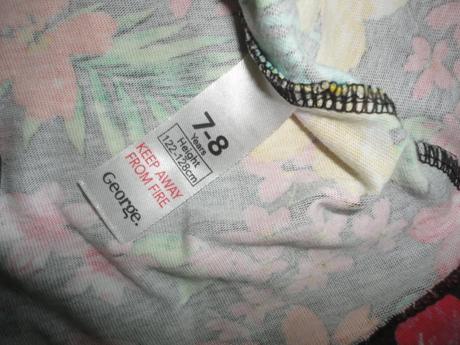 7-8
Years
Height
122-128cm
KEEP AWAY
FROM FIRE
George.